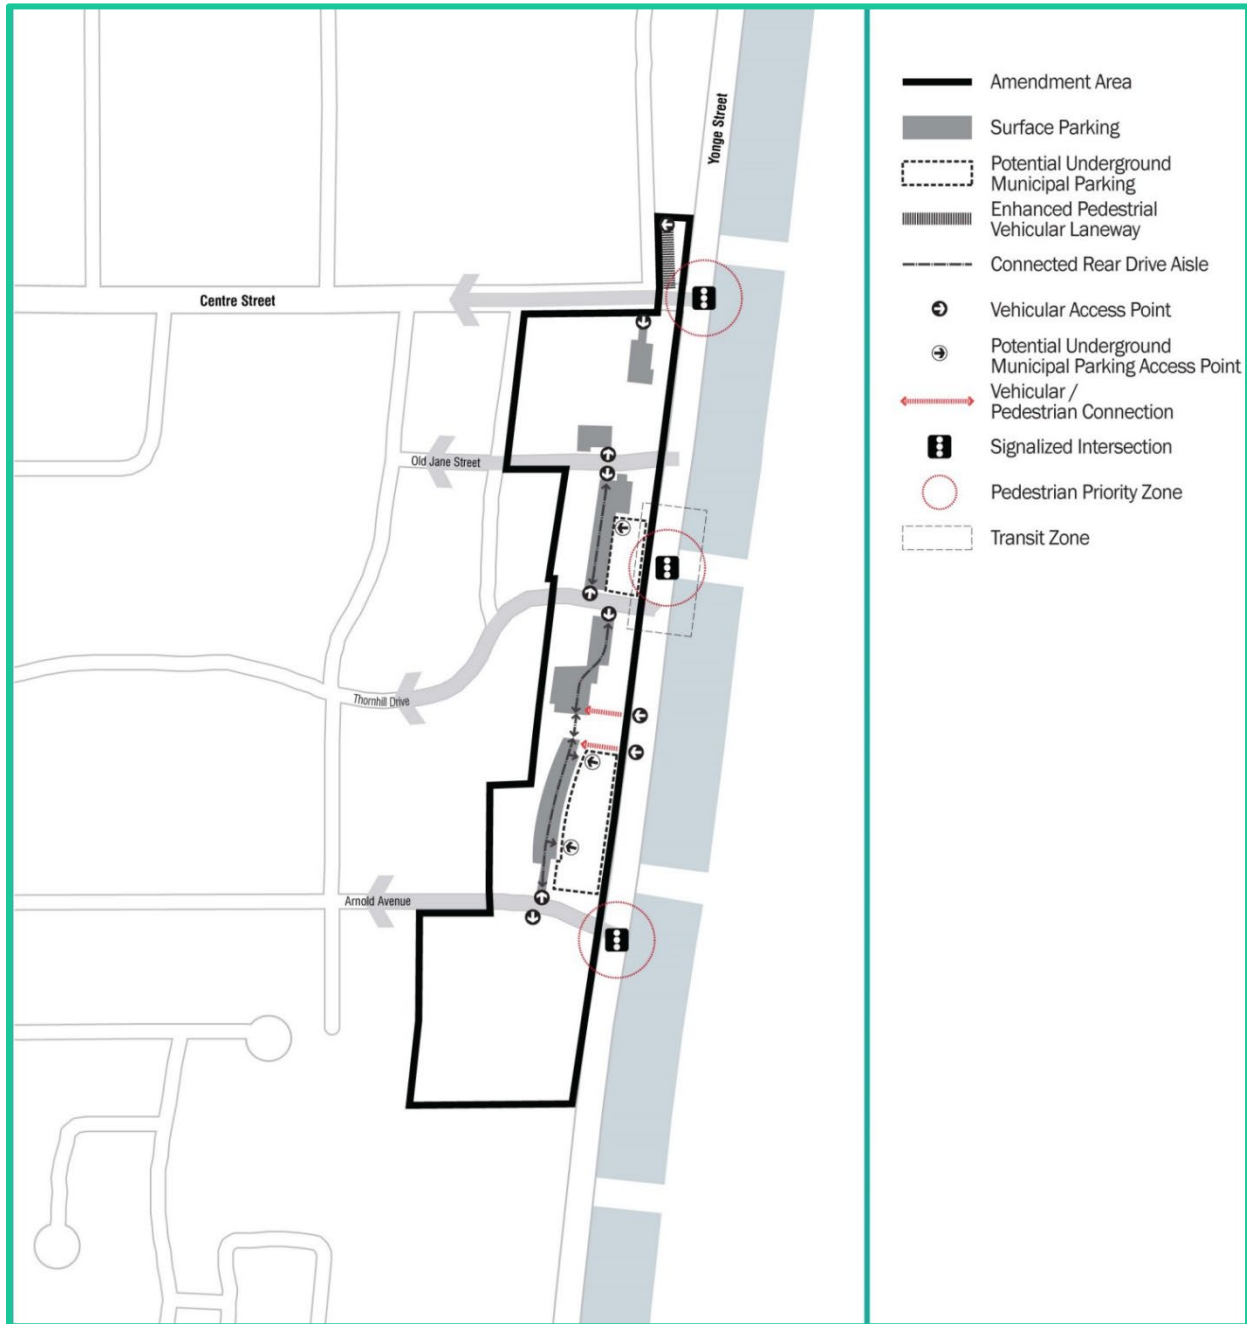 Yonge Street
Centre Street
Old Jane Street
Thornhill Drive
Arnold Avenue
Amendment Area
Surface Parking
Potential Underground
Municipal Parking
Enhanced Pedestrial
Vehicular Laneway
Connected Rear Drive Aisle
Vehicular Access Point
Potential Underground
Municipal Parking Access Point
Vehicular /
Pedestrian Connection
Signalized Intersection
Pedestrian Priority Zone
Transit Zone